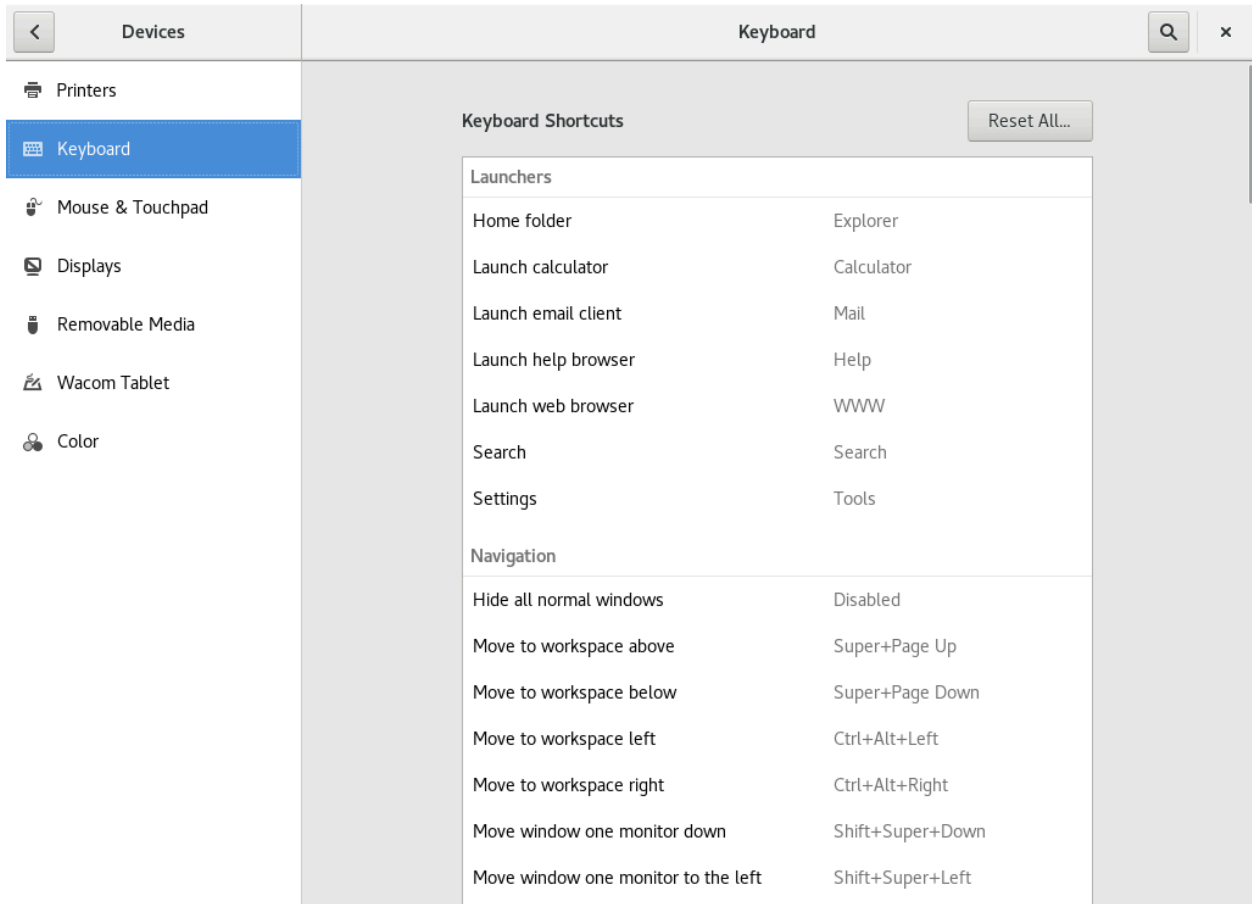 Devices
Keyboard
Printers
Keyboard
Mouse & Touchpad
Displays
Removable Media
Wacom Tablet
Color
Keyboard Shortcuts
Reset All...
Launchers
Home folder Explorer
Launch calculator Calculator
Launch email client Mail
Launch help browser Help
Launch web browser WWW
Search Search
Settings Tools
Navigation
Hide all normal windows Disabled
Move to workspace above Super+Page Up
Move to workspace below Super+Page Down
Move to workspace left Ctrl+Alt+Left
Move to workspace right Ctrl+Alt+Right
Move window one monitor down Shift+Super+Down
Move window one monitor to the left Shift+Super+Left